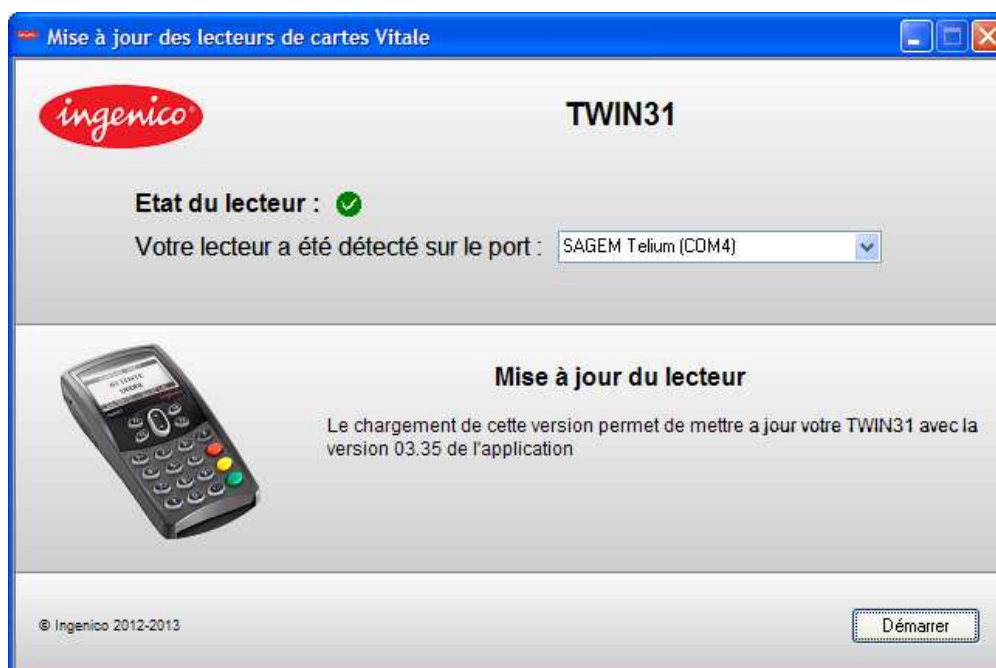 Mise à jour des lecteurs de cartes Vitale
ingenico
TWIN31
Etat du lecteur :
Votre lecteur a été détecté sur le port : SAGEM Telium (COM4)
ATTENTE
ORDRE
Mise à jour du lecteur
Le chargement de cette version permet de mettre a jour votre TWIN31 avec la
version 03.35 de l'application
© Ingenico 2012-2013
Démarrer